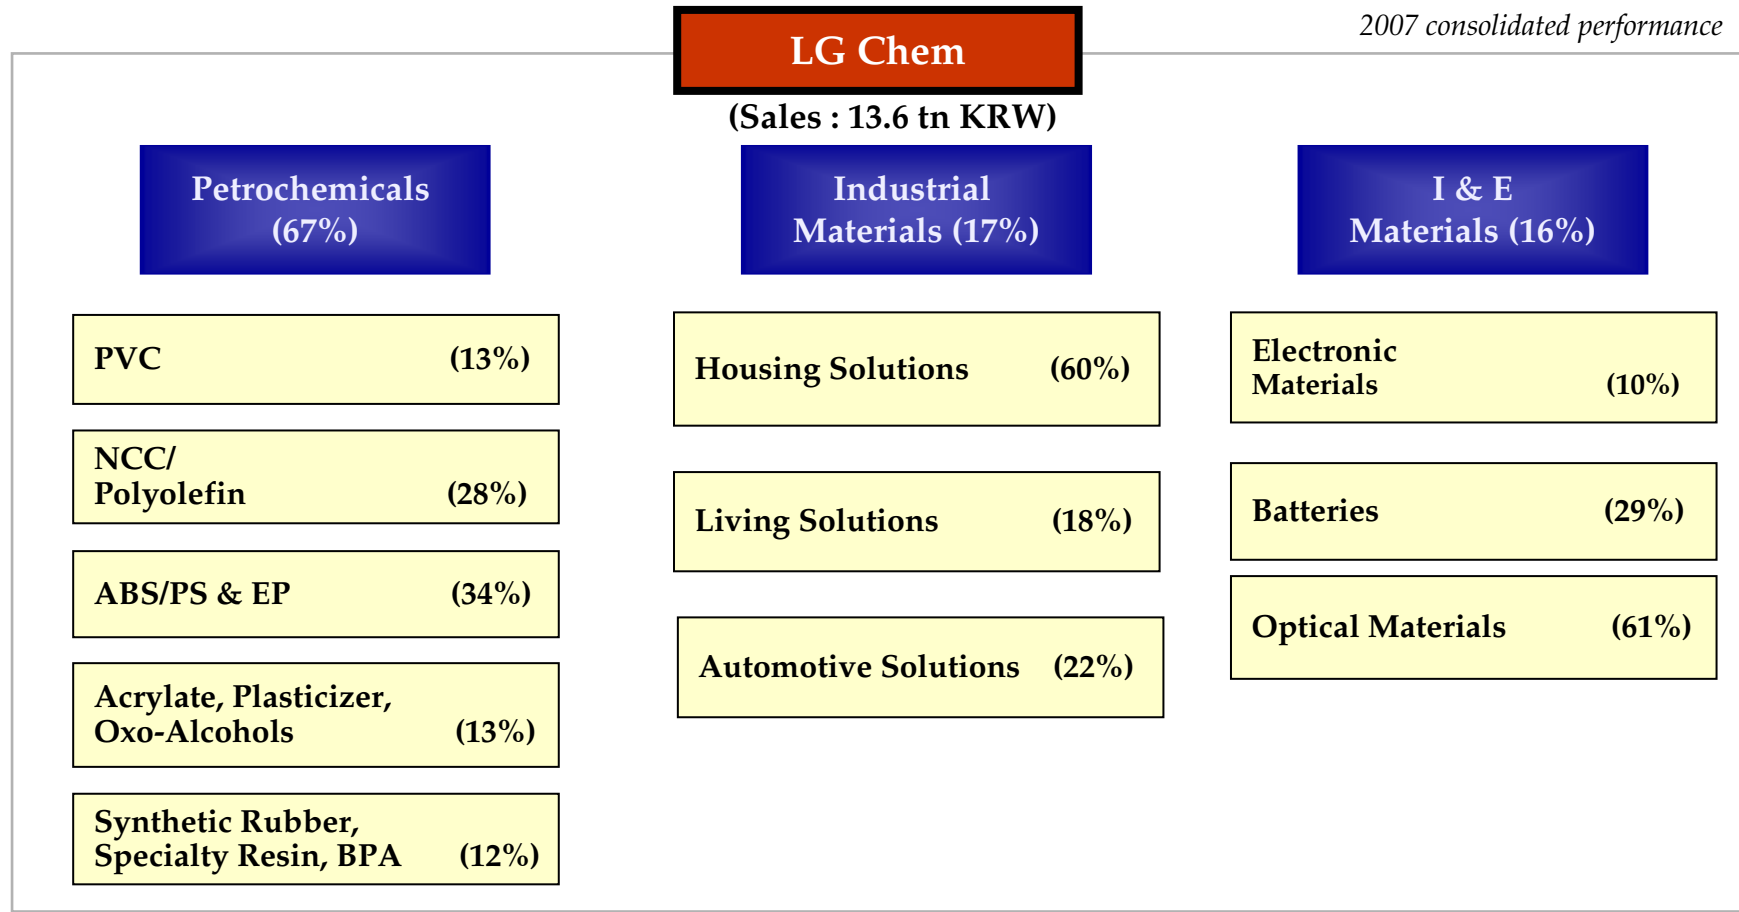 2007 consolidated performance
LG Chem
(Sales : 13.6 tn KRW)
Petrochemicals
(67%)
PVC (13%)
NCC/
Polyolefin (28%)
ABS/PS & EP (34%)
Acrylate, Plasticizer,
Oxo-Alcohols (13%)
Synthetic Rubber,
Specialty Resin, BPA (12%)
Industrial
Materials (17%)
Housing Solutions (60%)
Living Solutions (18%)
Automotive Solutions (22%)
I & E
Materials (16%)
Electronic
Materials (10%)
Batteries (29%)
Optical Materials (61%)